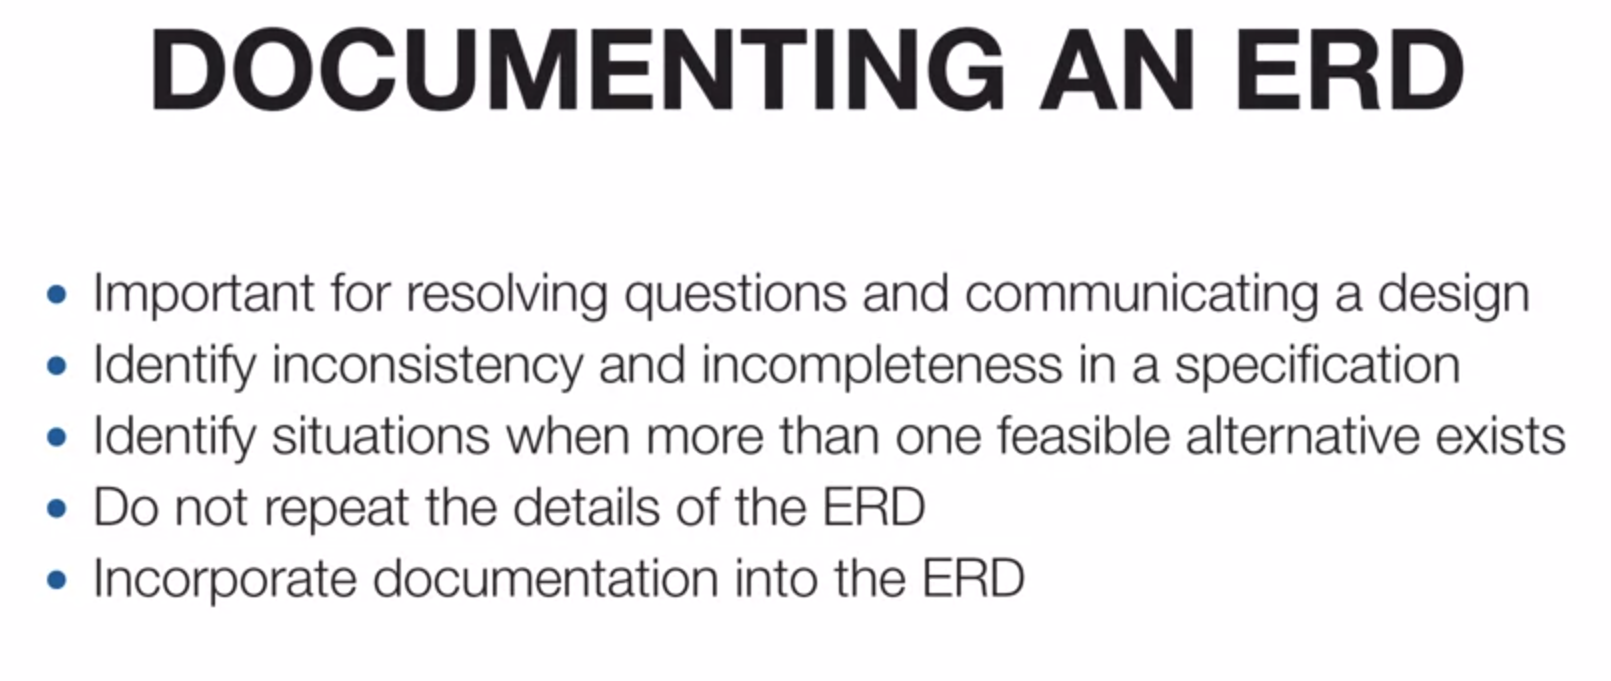 DOCUMENTING AN ERD
• Important for resolving questions and communicating a design
• Identify inconsistency and incompleteness in a specification
• Identify situations when more than one feasible alternative exists
• Do not repeat the details of the ERD
• Incorporate documentation into the ERD